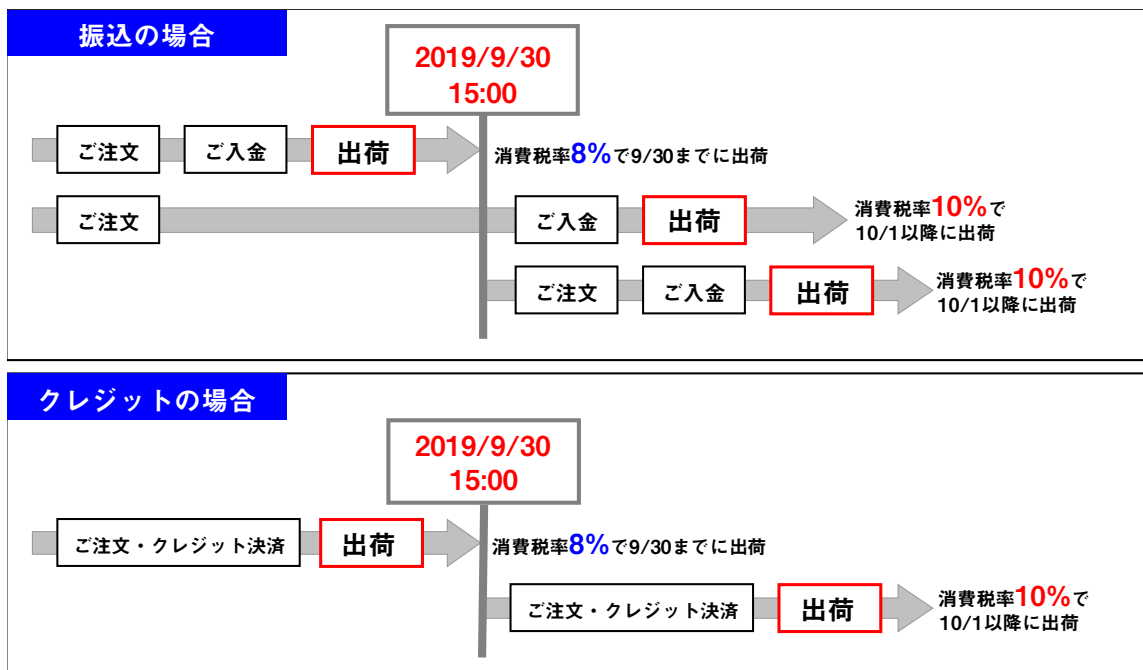 振込の場合
2019/9/30
15:00
ご注文
ご入金
出荷
消費税率8%で9/30までに出荷
ご注文
ご入金
出荷
消費税率10%で
10/1以降に出荷
ご注文
ご入金
出荷
消費税率10%で
10/1以降に出荷
クレジットの場合
2019/9/30
15:00
ご注文・クレジット決済
出荷
消費税率8%で9/30までに出荷
ご注文・クレジット決済
出荷
消費税率10%で
10/1以降に出荷